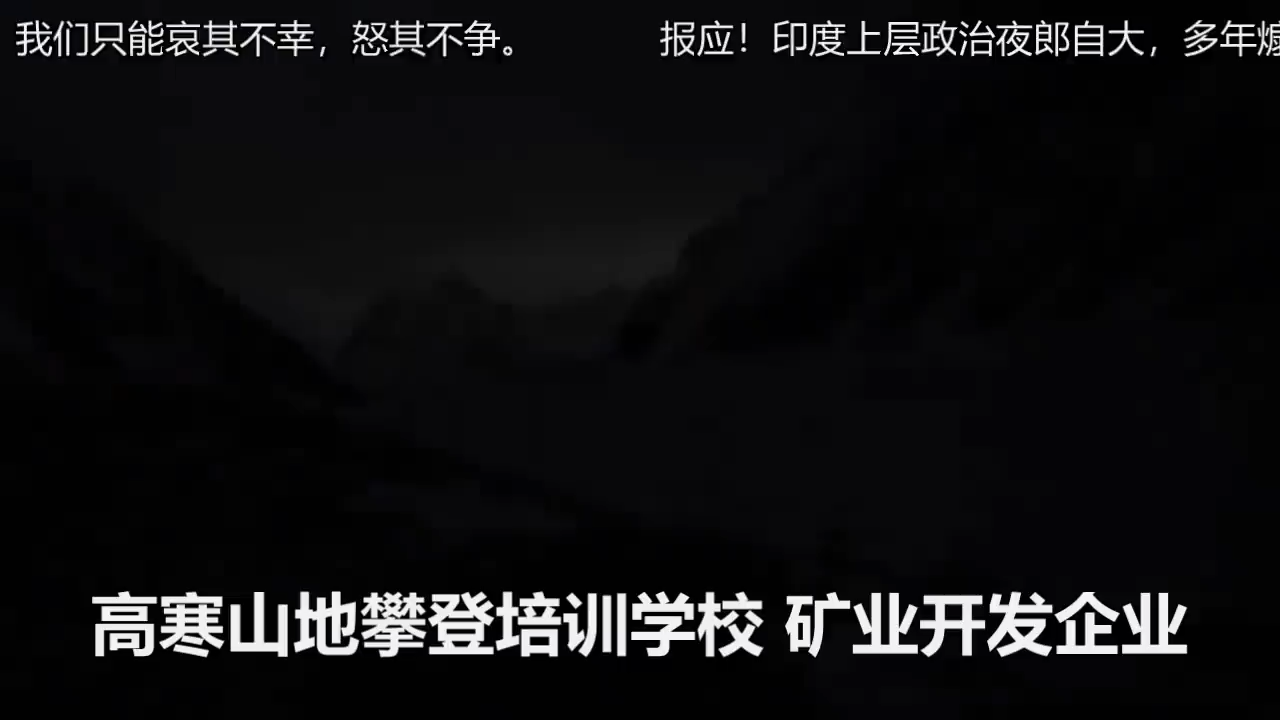 我们只能哀其不幸，怒其不争。
报应！印度上层政治夜郎自大，多年
高寒山地攀登培训学校 矿业开发企业